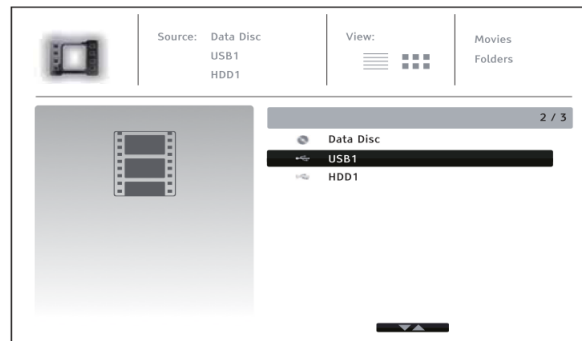 Source: Data Disc
USB1
HDD1
View:
Movies
Folders
2 / 3
Data Disc
USB1
HDD1